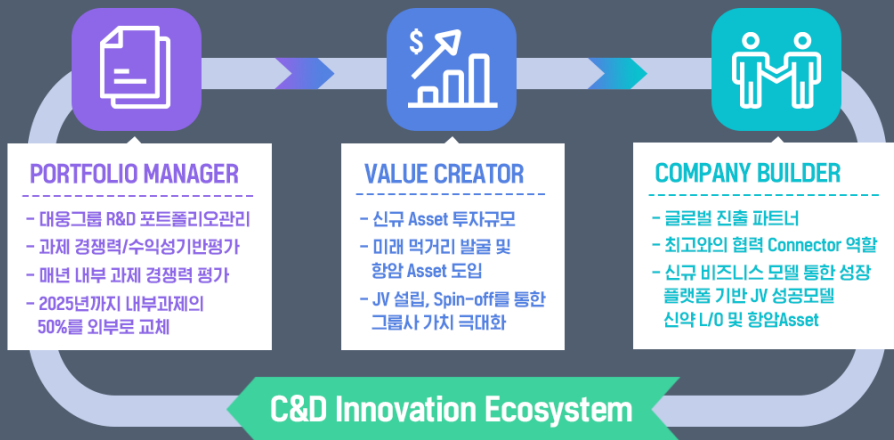 $
PORTFOLIO MANAGER
- 대웅그룹 R&D 포트폴리오관리
- 과제 경쟁력/수익성기반평가
- 매년 내부 과제 경쟁력 평가
- 2025년까지 내부과제의
50%를 외부로 교체
VALUE CREATOR
- 신규 Asset 투자규모
- 미래 먹거리 발굴 및
항암 Asset 도입
- JV 설립, Spin-off를 통한
그룹사 가치 극대화
COMPANY BUILDER
- 글로벌 진출 파트너
- 최고와의 협력 Connector 역할
- 신규 비즈니스 모델 통한 성장
플랫폼 기반 JV 성공모델
신약 L/O 및 항암Asset
C&D Innovation Ecosystem